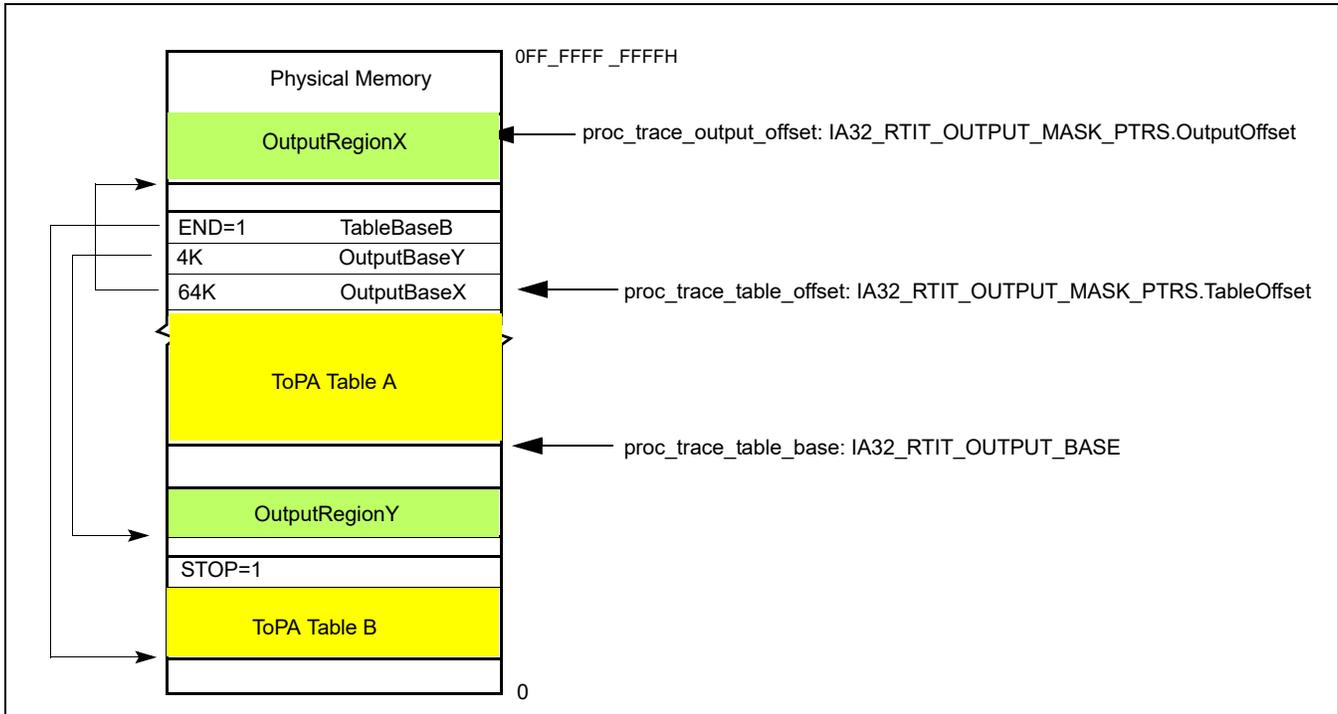 0FF_FFFF _FFFFH
Physical Memory
OutputRegionX
proc_trace_output_offset: IA32_RTIT_OUTPUT_MASK_PTRS.OutputOffset
END=1 TableBaseB
4K OutputBaseY
64K OutputBaseX
proc_trace_table_offset: IA32_RTIT_OUTPUT_MASK_PTRS.TableOffset
ToPA Table A
proc_trace_table_base: IA32_RTIT_OUTPUT_BASE
OutputRegionY
STOP=1
ToPA Table B
0